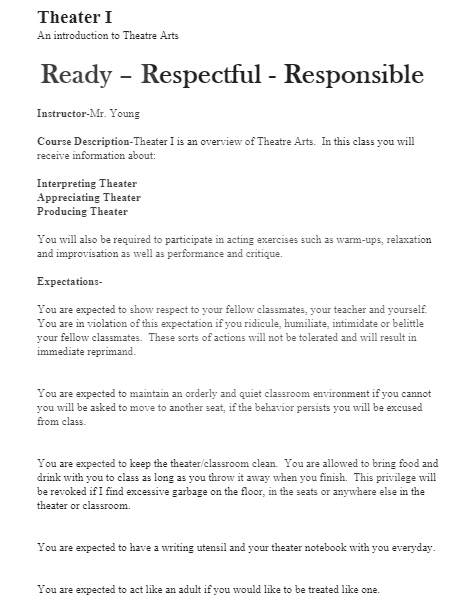 Theater I
An introduction to Theatre Arts
Ready – Respectful - Responsible
Instructor-Mr. Young
Course Description-Theater I is an overview of Theatre Arts.  In this class you will
receive information about:
Interpreting Theater
Appreciating Theater
Producing Theater
You will also be required to participate in acting exercises such as warm-ups, relaxation
and improvisation as well as performance and critique.
Expectations-
You are expected to show respect to your fellow classmates, your teacher and yourself.
You are in violation of this expectation if you ridicule, humiliate, intimidate or belittle
your fellow classmates.  These sorts of actions will not be tolerated and will result in
immediate reprimand.
You are expected to maintain an orderly and quiet classroom environment if you cannot
you will be asked to move to another seat, if the behavior persists you will be excused
from class.
You are expected to keep the theater/classroom clean.  You are allowed to bring food and
drink with you to class as long as you throw it away when you finish.  This privilege will
be revoked if I find excessive garbage on the floor, in the seats or anywhere else in the
theater or classroom.
You are expected to have a writing utensil and your theater notebook with you everyday.
You are expected to act like an adult if you would like to be treated like one.